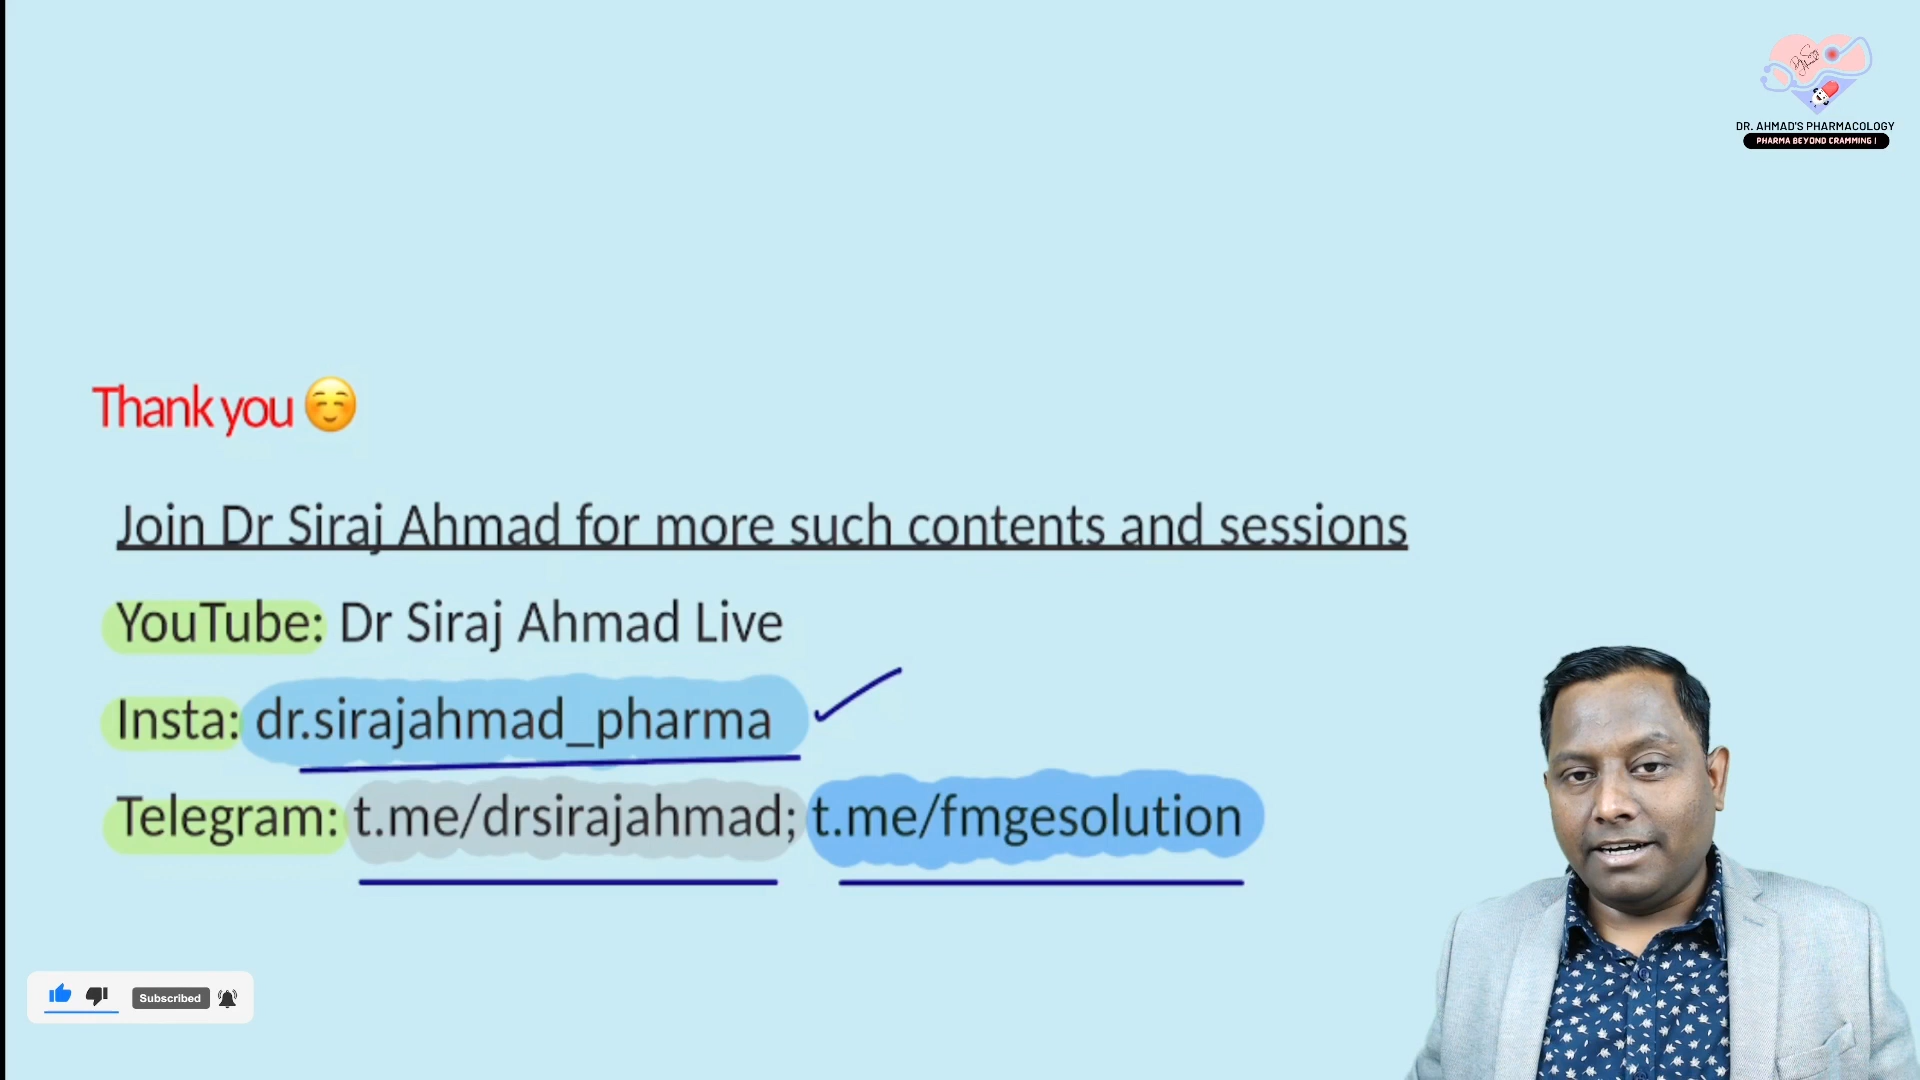 DR. AHMAD'S PHARMACOLOGY
PHARMA BEYOND CRAMMING !
Thank you ☺️
Join Dr Siraj Ahmad for more such contents and sessions
YouTube: Dr Siraj Ahmad Live
Insta: dr.sirajahmad_pharma
Telegram: t.me/drsirajahmad; t.me/fmgesolution
Subscribed